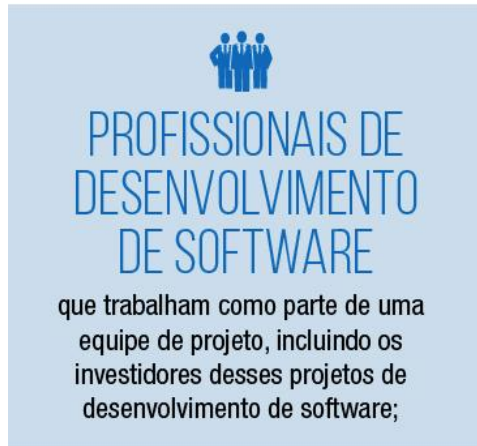 PROFISSIONAIS DE
DESENVOLVIMENTO
DE SOFTWARE
que trabalham como parte de uma
equipe de projeto, incluindo os
investidores desses projetos de
desenvolvimento de software;